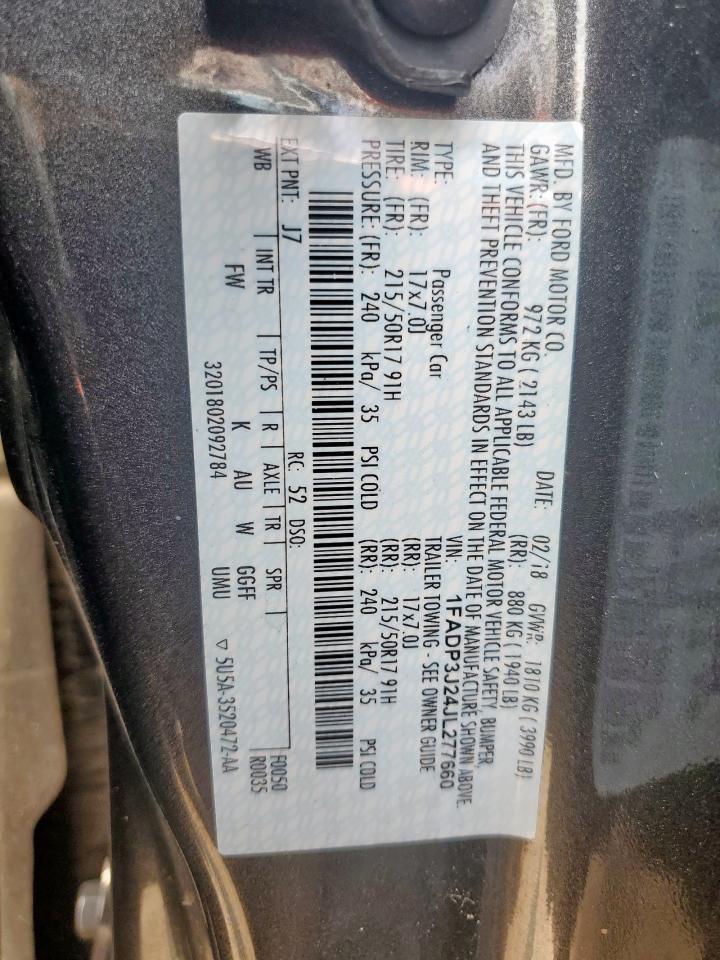 MFD. BY FORD MOTOR CO. DATE: 02/18 GVWR: 1810 KG ( 3990 LB)
GAWR: (FR): 972 KG ( 2143 LB) (RR): 880 KG ( 1940 LB)
THIS VEHICLE CONFORMS TO ALL APPLICABLE FEDERAL MOTOR VEHICLE SAFETY, BUMPER,
AND THEFT PREVENTION STANDARDS IN EFFECT ON THE DATE OF MANUFACTURE SHOWN ABOVE.
VIN: 1FADP3J24JL277660
TYPE: Passenger Car TRAILER TOWING - SEE OWNER GUIDE
RIM: (FR): 17x7.0J (RR): 17x7.0J
TIRE: (FR): 215/50R17 91H (RR): 215/50R17 91H
PRESSURE: (FR): 240 kPa/ 35 PSI COLD (RR): 240 kPa/ 35 PSI COLD
EXT PNT: J7 RC: 52 DSO: F0050
WB INT TR TP/PS R AXLE TR SPR R0035
FW K AU W GGFF
3201802092784 UMU ▽ 5U5A-3520472-AA